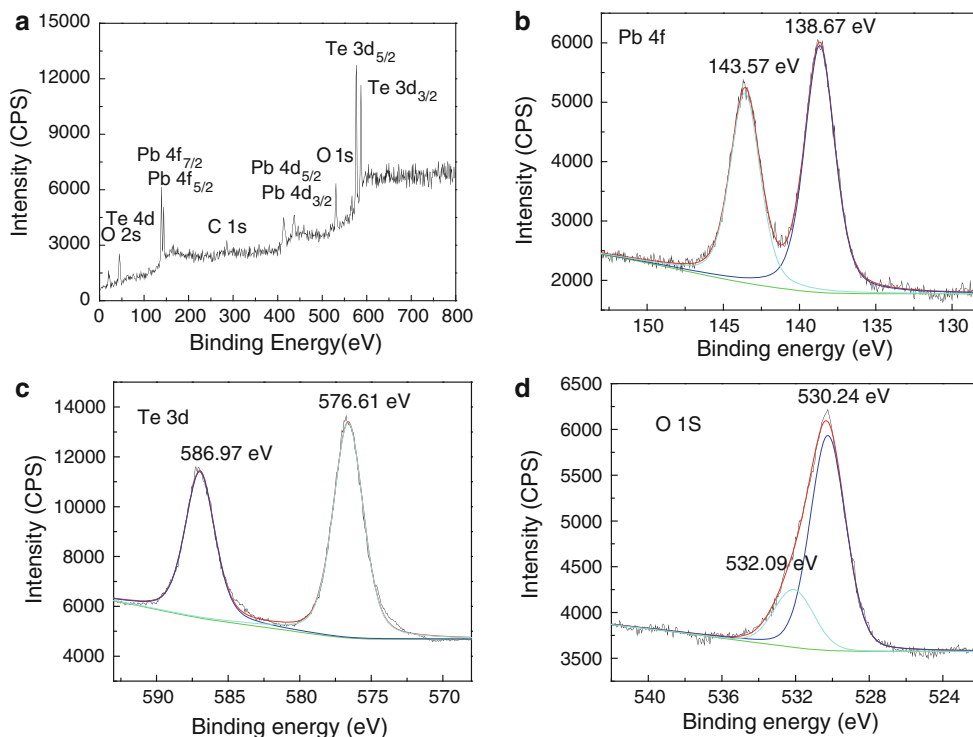 a
15000
12000
9000
6000
3000
0
Intensity (CPS)
Te 3d5/2
Te 3d3/2
Pb 4f7/2
Pb 4f5/2
Pb 4d5/2
O 1s
Pb 4d3/2
Te 4d
O 2s
C 1s
0 100 200 300 400 500 600 700 800
Binding Energy(eV)
b
Pb 4f
138.67 eV
143.57 eV
6000
5000
4000
3000
2000
Intensity (CPS)
150 145 140 135 130
Binding energy (eV)
c
Te 3d
576.61 eV
586.97 eV
14000
12000
10000
8000
6000
4000
Intensity (CPS)
590 585 580 575 570
Binding energy (eV)
d
O 1S
530.24 eV
532.09 eV
6500
6000
5500
5000
4500
4000
3500
Intensity (CPS)
540 536 532 528 524
Binding energy (eV)